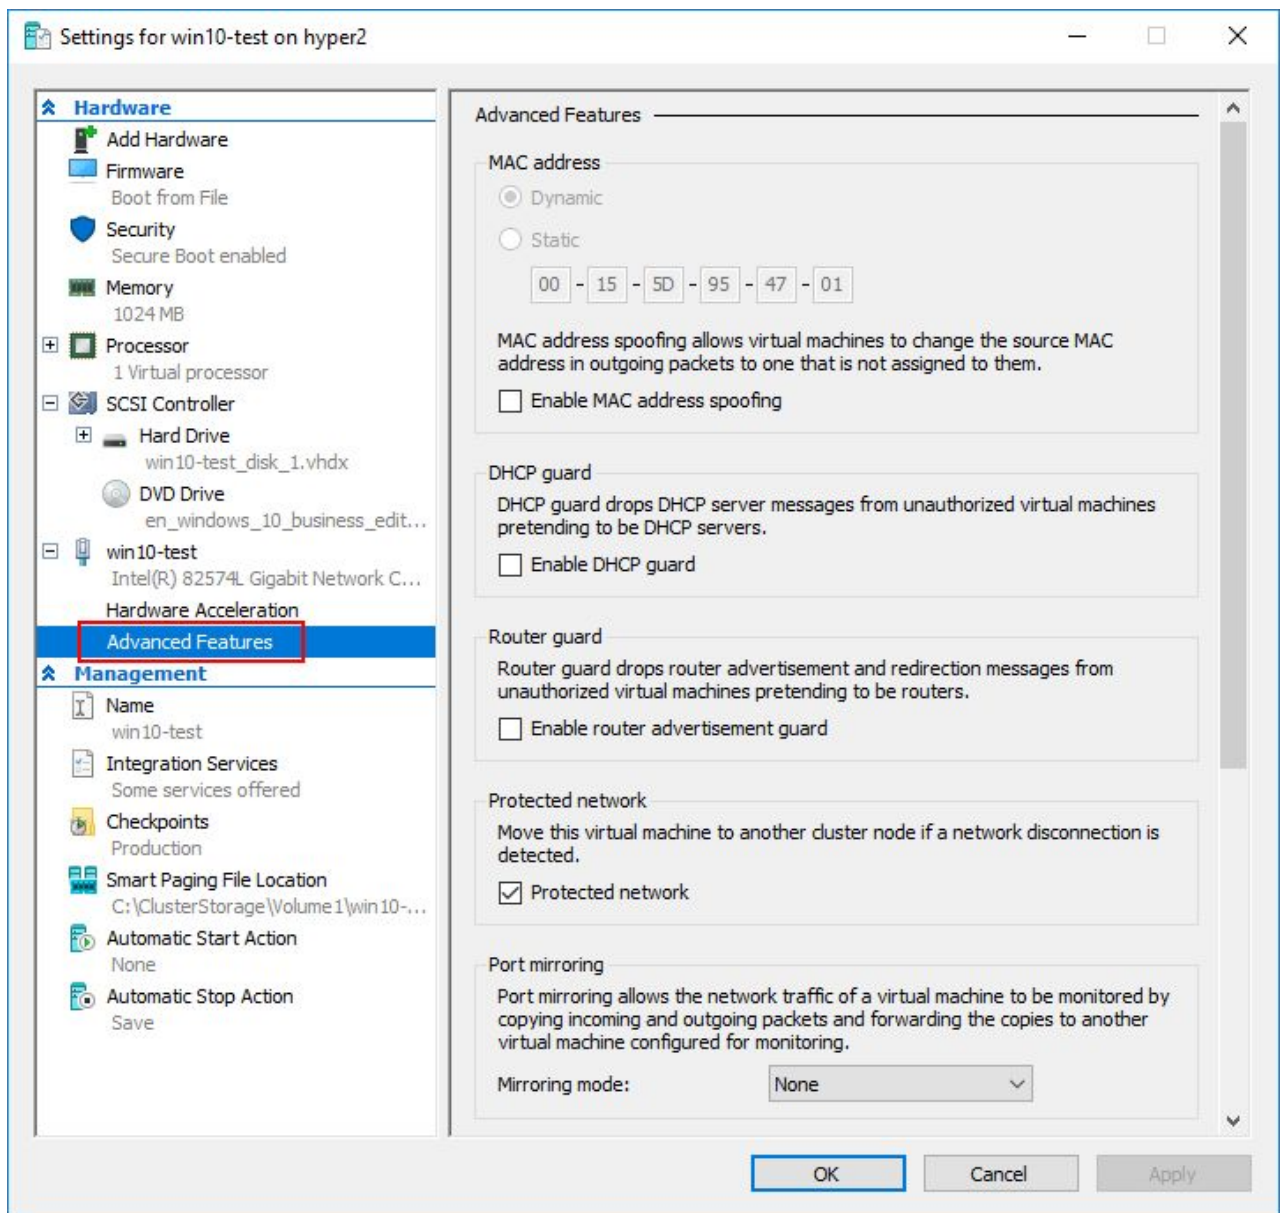 Settings for win10-test on hyper2
Hardware
Add Hardware
Firmware
Boot from File
Security
Secure Boot enabled
Memory
1024 MB
Processor
1 Virtual processor
SCSI Controller
Hard Drive
win10-test_disk_1.vhdx
DVD Drive
en_windows_10_business_edit...
win10-test
Intel(R) 82574L Gigabit Network C...
Hardware Acceleration
Advanced Features
Management
Name
win10-test
Integration Services
Some services offered
Checkpoints
Production
Smart Paging File Location
C:\ClusterStorage\Volume1\win10-...
Automatic Start Action
None
Automatic Stop Action
Save
Advanced Features
MAC address
Dynamic
Static
00 - 15 - 5D - 95 - 47 - 01
MAC address spoofing allows virtual machines to change the source MAC
address in outgoing packets to one that is not assigned to them.
Enable MAC address spoofing
DHCP guard
DHCP guard drops DHCP server messages from unauthorized virtual machines
pretending to be DHCP servers.
Enable DHCP guard
Router guard
Router guard drops router advertisement and redirection messages from
unauthorized virtual machines pretending to be routers.
Enable router advertisement guard
Protected network
Move this virtual machine to another cluster node if a network disconnection is
detected.
Protected network
Port mirroring
Port mirroring allows the network traffic of a virtual machine to be monitored by
copying incoming and outgoing packets and forwarding the copies to another
virtual machine configured for monitoring.
Mirroring mode: None
OK Cancel Apply